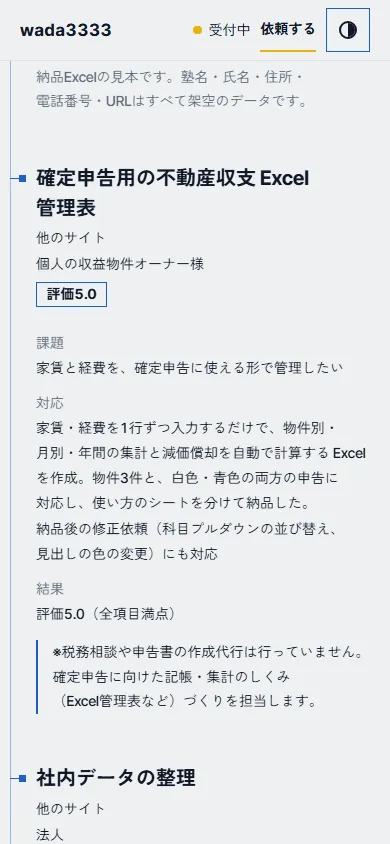 wada3333
受付中
依頼する
納品Excelの見本です。塾名・氏名・住所・
電話番号・URLはすべて架空のデータです。
確定申告用の不動産収支 Excel
管理表
他のサイト
個人の収益物件オーナー様
評価5.0
課題
家賃と経費を、確定申告に使える形で管理したい
対応
家賃・経費を1行ずつ入力するだけで、物件別・
月別・年間の集計と減価償却を自動で計算する Excel
を作成。物件3件と、白色・青色の両方の申告に
対応し、使い方のシートを分けて納品した。
納品後の修正依頼（科目プルダウンの並び替え、
見出しの色の変更）にも対応
結果
評価5.0（全項目満点）
※税務相談や申告書の作成代行は行っていません。
確定申告に向けた記帳・集計のしくみ
（Excel管理表など）づくりを担当します。
社内データの整理
他のサイト
法人